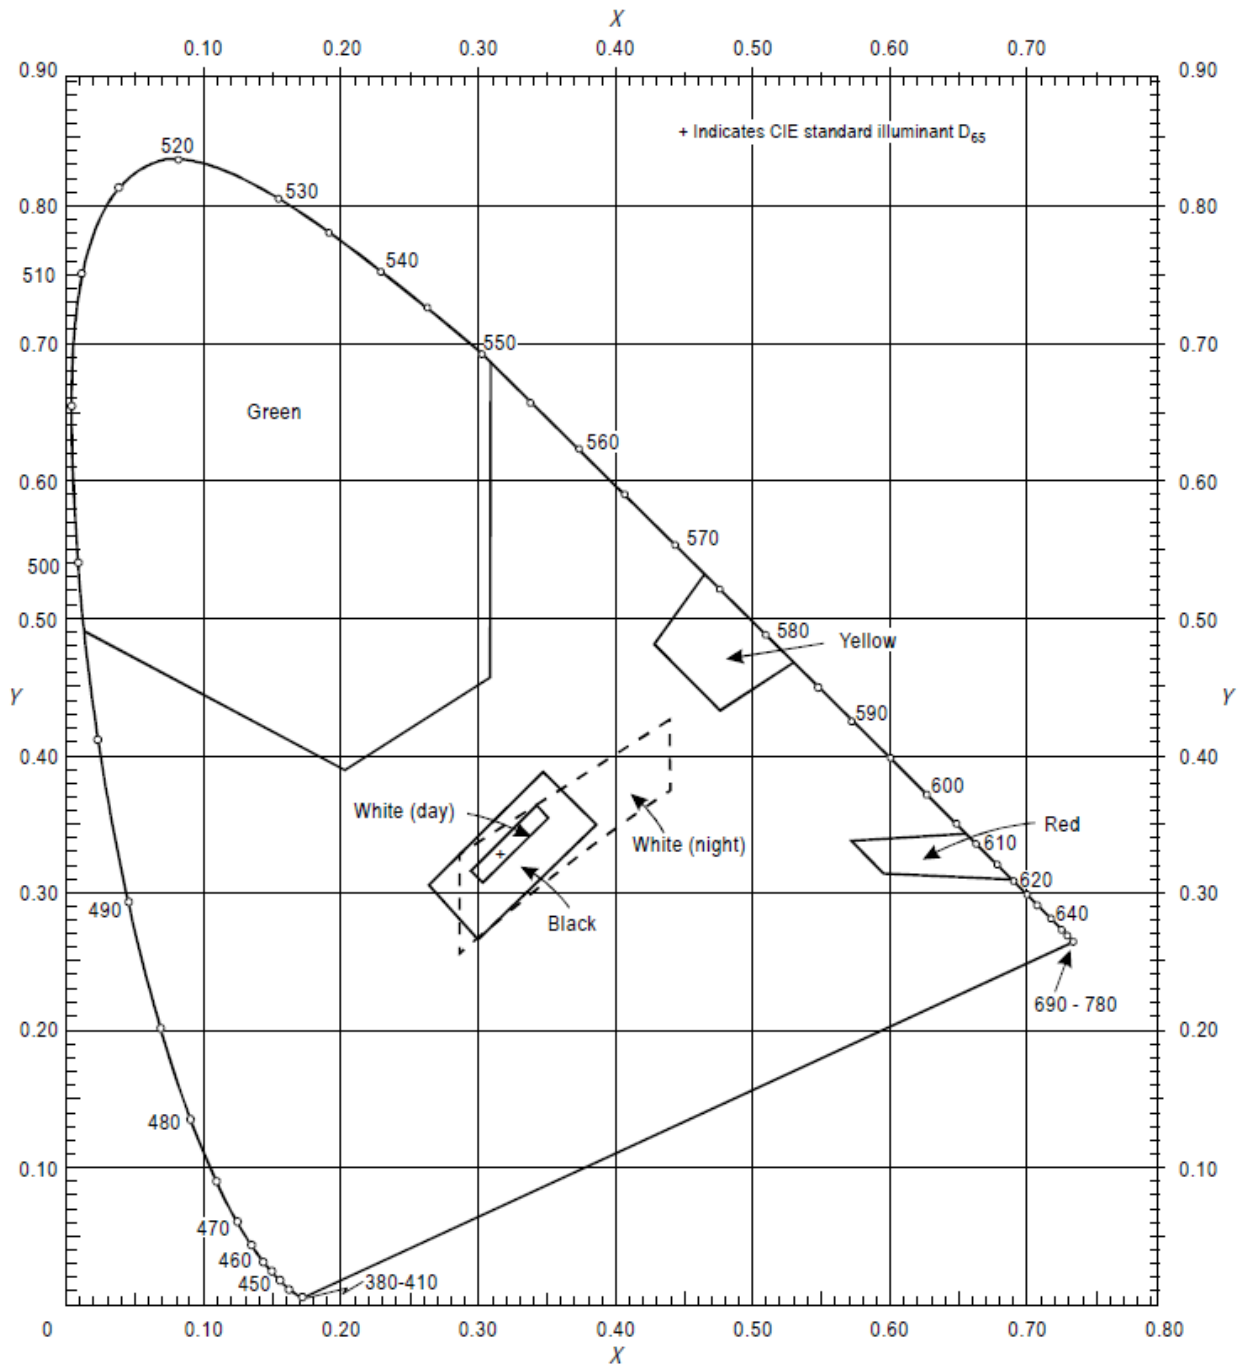 X
0.10 0.20 0.30 0.40 0.50 0.60 0.70
0.90 0.90
+ Indicates CIE standard illuminant D65
520
530
0.80 0.80
540
510
550
0.70 0.70
Green
560
0.60 0.60
570
500
0.50 0.50
580
Yellow
Y Y
590
0.40 0.40
600
White (day)
Red
White (night)
610
620
0.30 0.30
490
Black
640
690 - 780
0.20 0.20
480
0.10 0.10
470
460
450
380-410
0 0.10 0.20 0.30 0.40 0.50 0.60 0.70 0.80
X